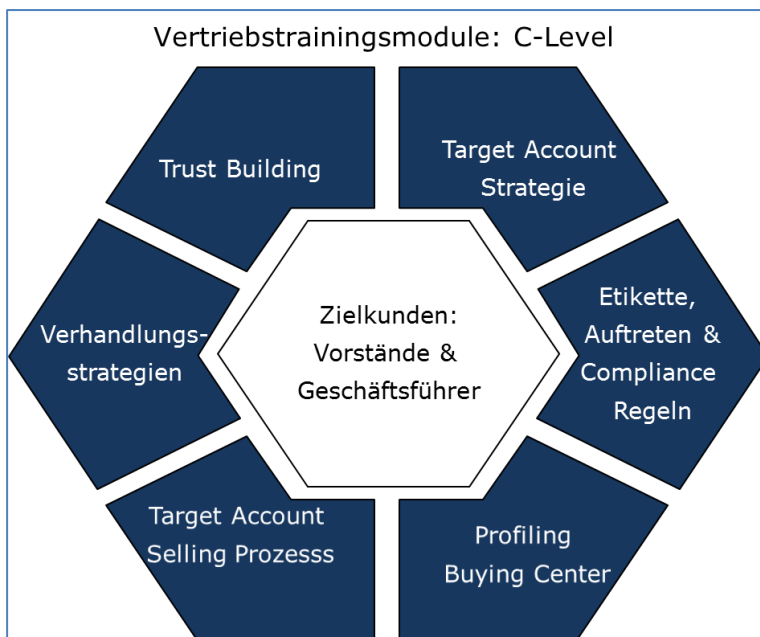 Vertriebstrainingsmodule: C-Level
Trust Building
Target Account
Strategie
Verhandlungs-
strategien
Zielkunden:
Vorstände &
Geschäftsführer
Etikette,
Auftreten &
Compliance
Regeln
Target Account
Selling Prozesss
Profiling
Buying Center